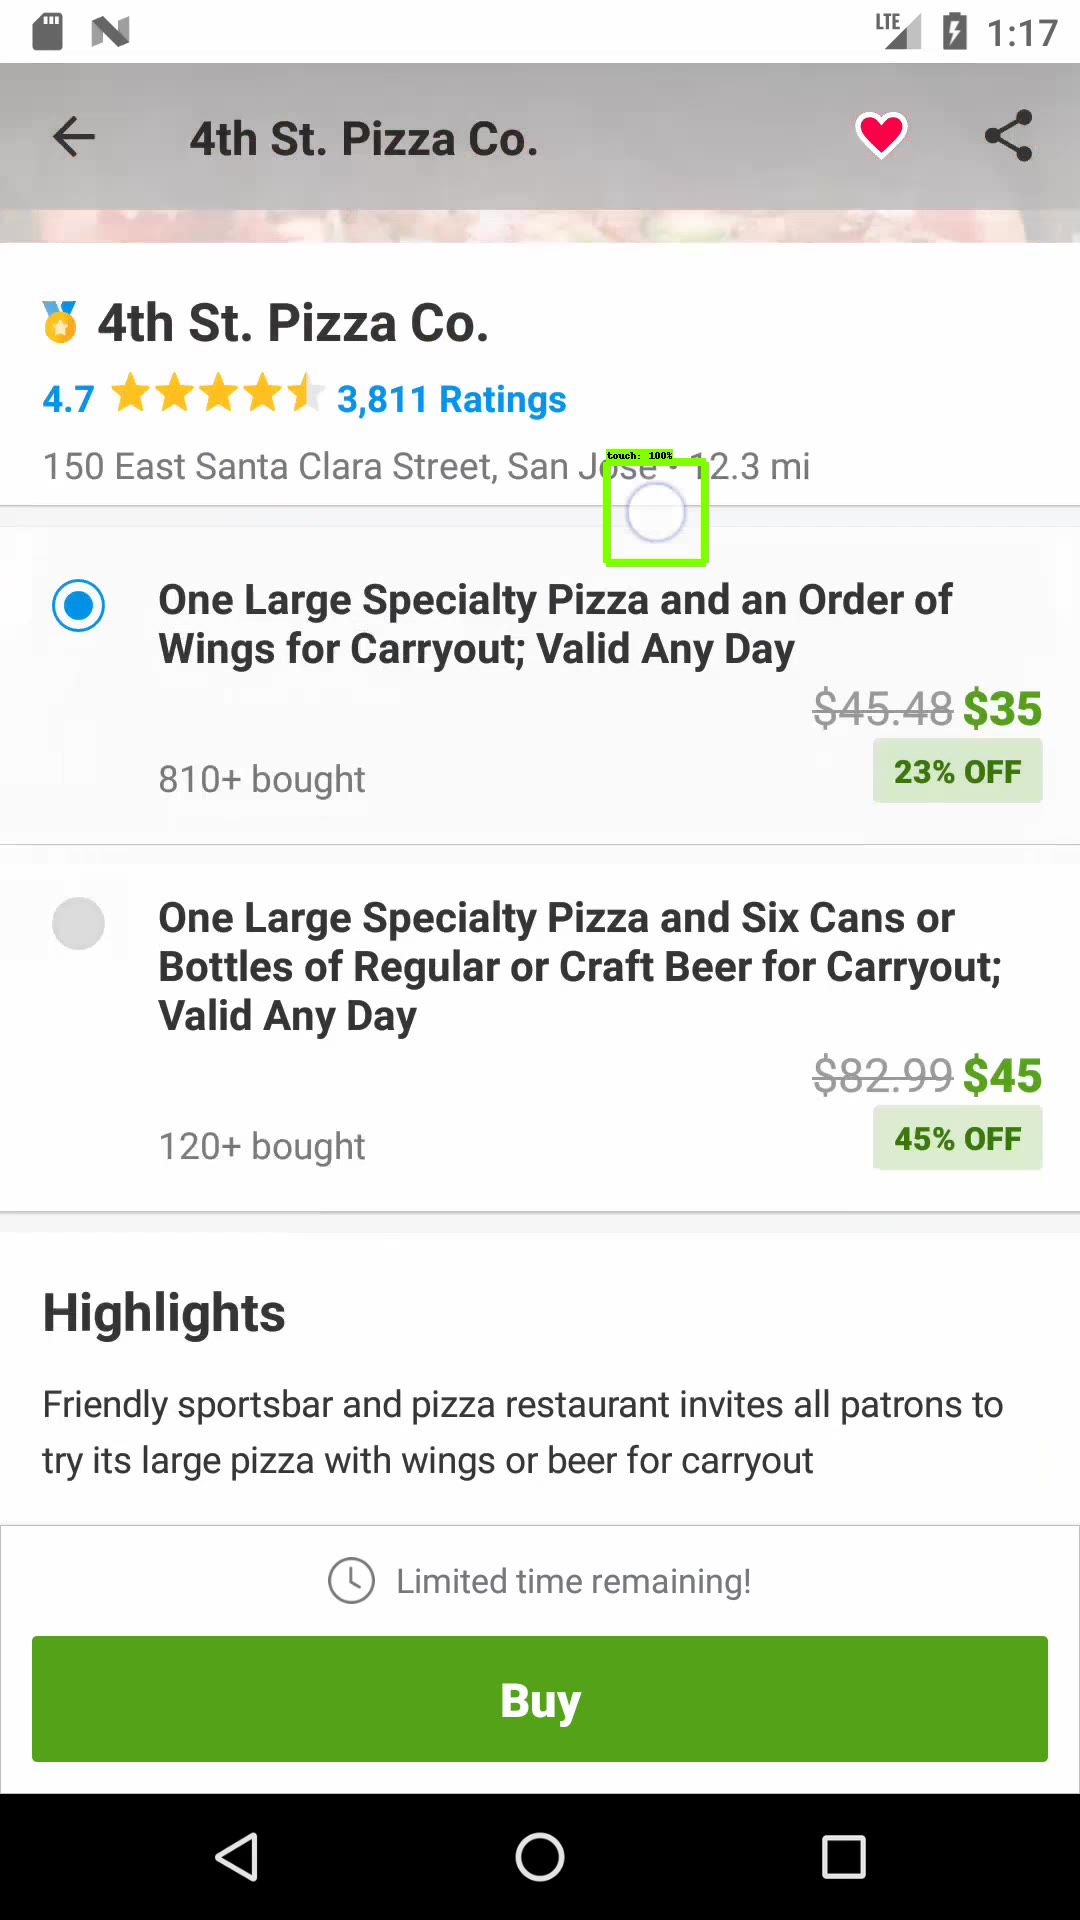 LTE 1:17
4th St. Pizza Co.
4th St. Pizza Co.
4.7 3,811 Ratings
touch: 100%
150 East Santa Clara Street, San Jose • 12.3 mi
One Large Specialty Pizza and an Order of
Wings for Carryout; Valid Any Day
$45.48 $35
810+ bought
23% OFF
One Large Specialty Pizza and Six Cans or
Bottles of Regular or Craft Beer for Carryout;
Valid Any Day
$82.99 $45
120+ bought
45% OFF
Highlights
Friendly sportsbar and pizza restaurant invites all patrons to
try its large pizza with wings or beer for carryout
Limited time remaining!
Buy